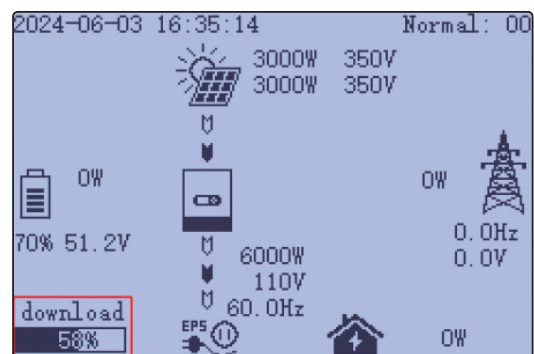 2024-06-03 16:35:14 Normal: 00
3000W 350V
3000W 350V
0W
0W
70% 51.2V
0.0Hz
0.0V
6000W
110V
60.0Hz
download
58%
EPS
0W